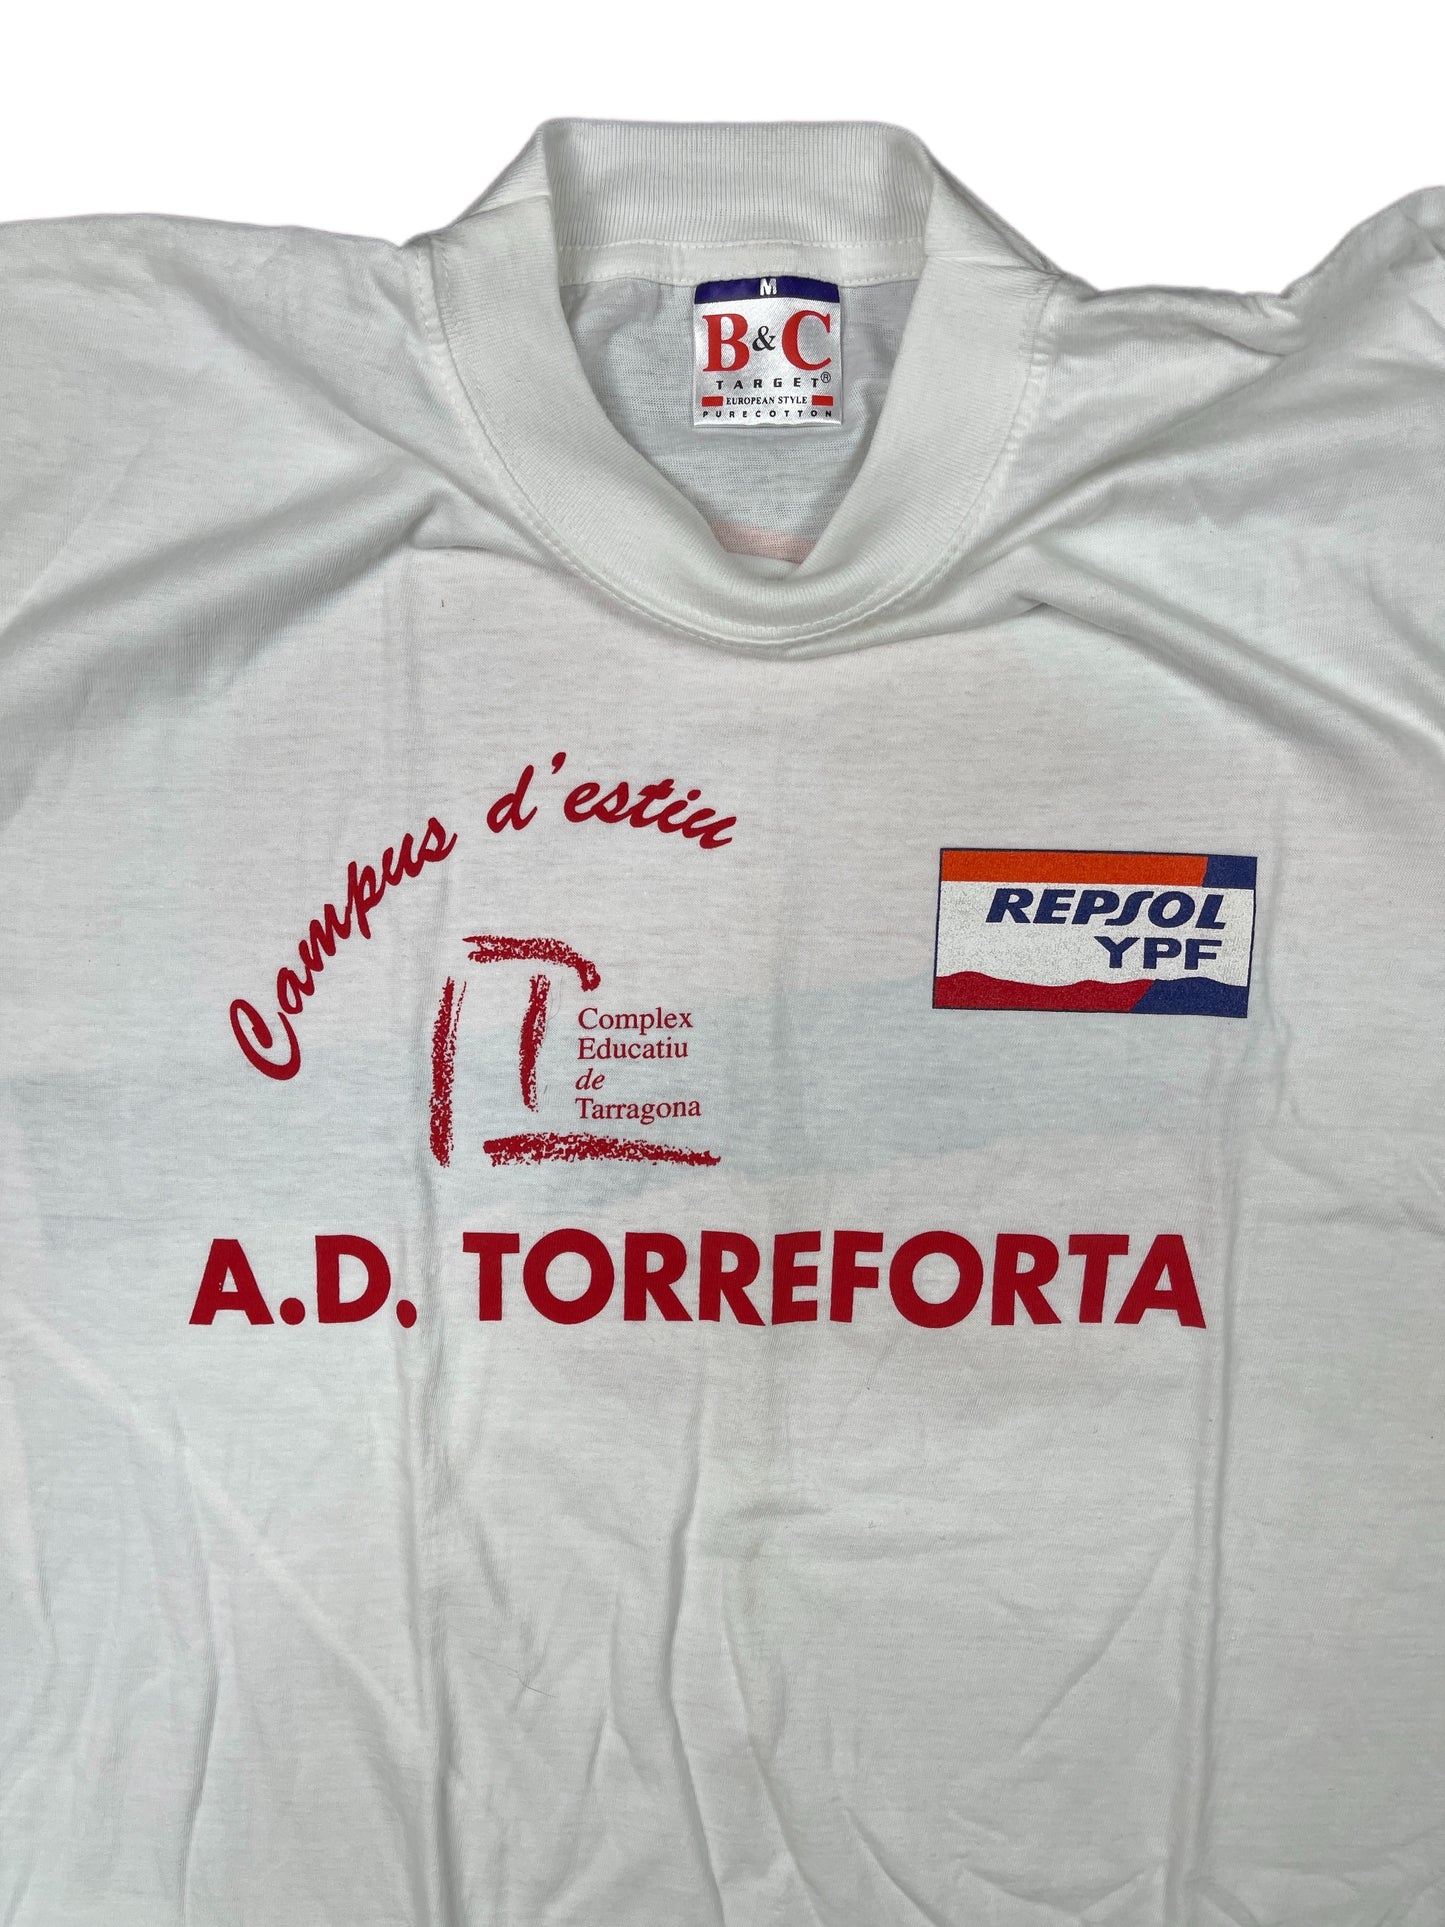 M
B & C
TARGET®
EUROPEAN STYLE
PURECOTTON
Campus d'estiu
REPSOL
YPF
Complex
Educatiu
de
Tarragona
A.D. TORREFORTA